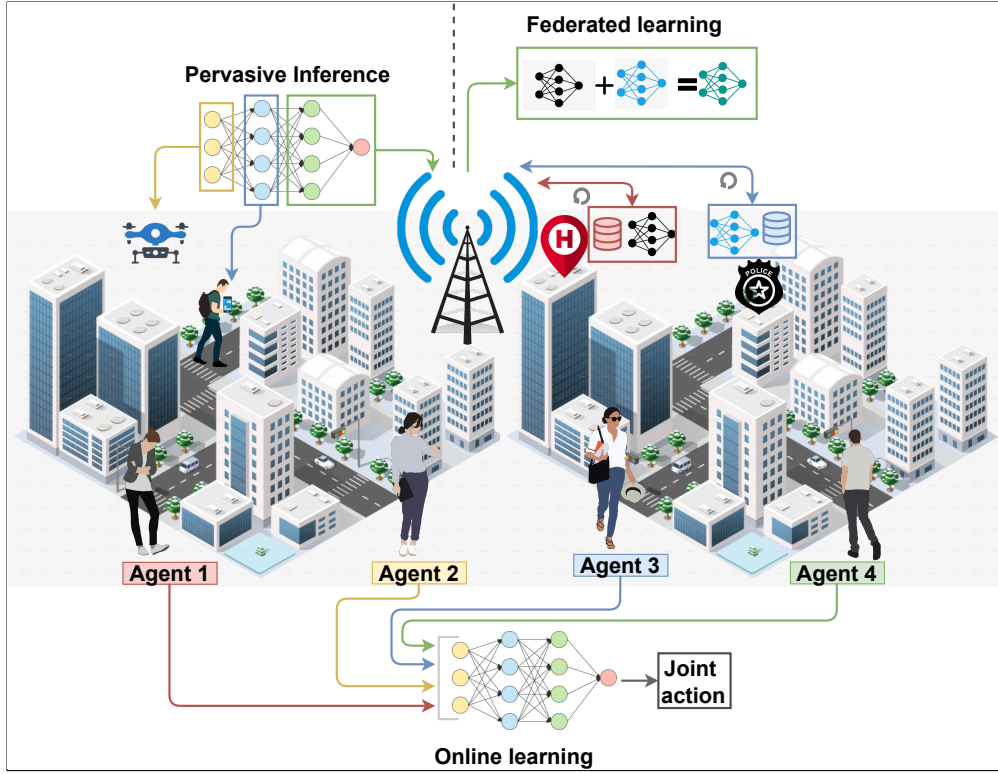 Federated learning
Pervasive Inference
+
=
H
POLICE
Agent 1
Agent 2
Agent 3
Agent 4
Joint
action
Online learning